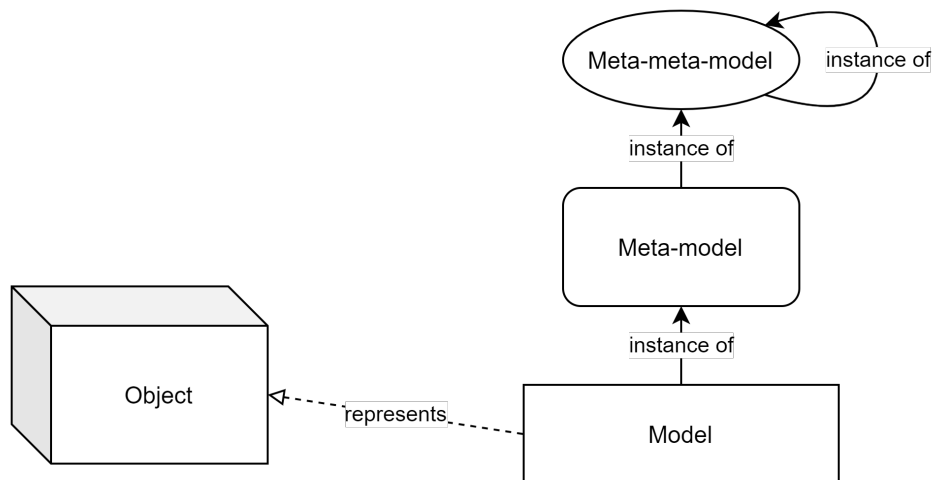 Meta-meta-model
instance of
instance of
Meta-model
instance of
Object
represents
Model